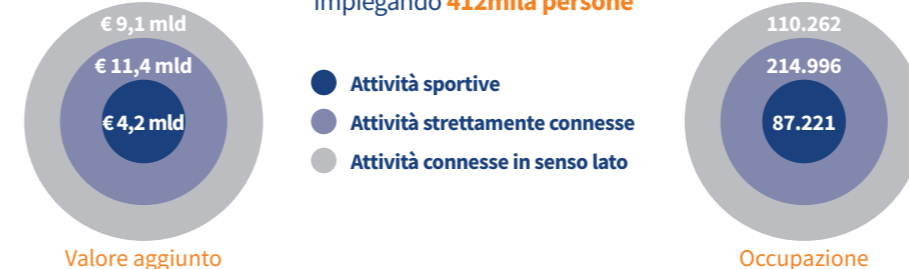 impiegando 412mila persone
€ 9,1 mld
€ 11,4 mld
€ 4,2 mld
Valore aggiunto
Attività sportive
Attività strettamente connesse
Attività connesse in senso lato
110.262
214.996
87.221
Occupazione